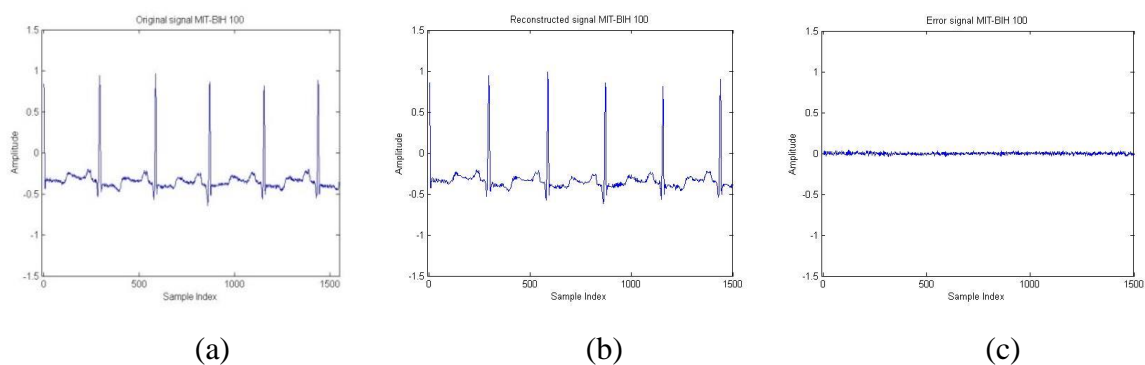 Original signal MIT-BIH 100
1.5
1
0.5
0
-0.5
-1
-1.5
Amplitude
0
500
1000
1500
Sample Index
(a)
Reconstructed signal MIT-BIH 100
1.5
1
0.5
0
-0.5
-1
-1.5
Amplitude
0
500
1000
1500
Sample Index
(b)
Error signal MIT-BIH 100
1.5
1
0.5
0
-0.5
-1
-1.5
Amplitude
0
500
1000
1500
Sample Index
(c)